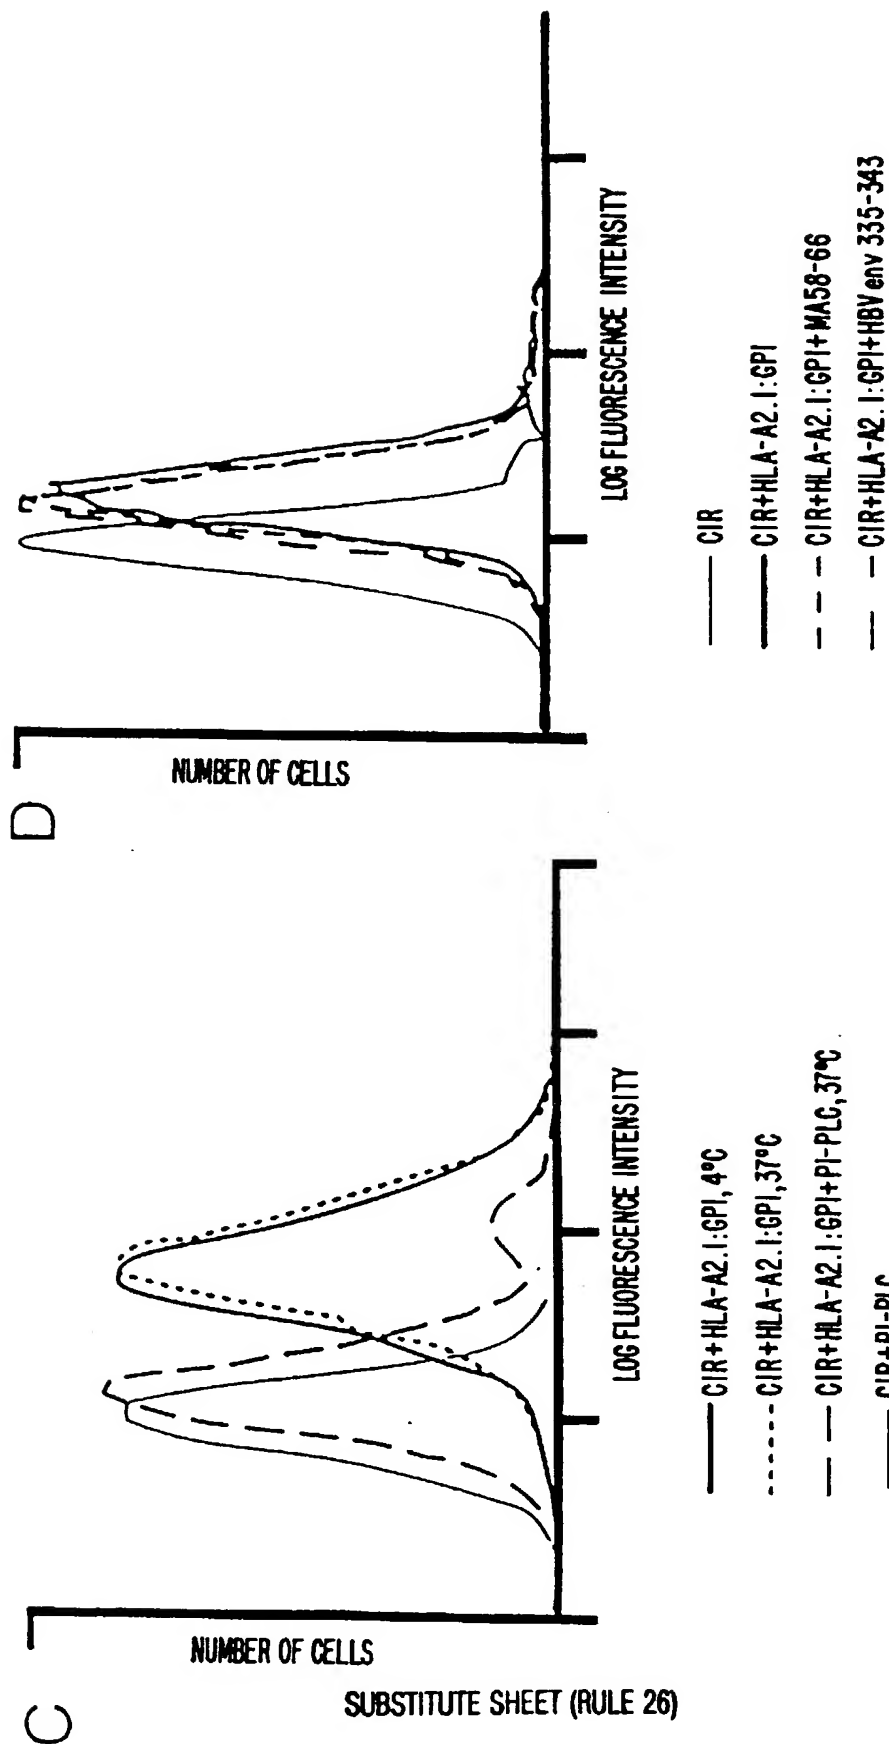 C
NUMBER OF CELLS
LOG FLUORESCENCE INTENSITY
CIR+HLA-A2.1:GPI, 4°C
CIR+HLA-A2.1:GPI, 37°C
CIR+HLA-A2.1:GPI+PI-PLC, 37°C
CIR+PI-PLC
D
NUMBER OF CELLS
LOG FLUORESCENCE INTENSITY
CIR
CIR+HLA-A2.1:GPI
CIR+HLA-A2.1:GPI+MA58-66
CIR+HLA-A2.1:GPI+HBV env 335-343
SUBSTITUTE SHEET (RULE 26)